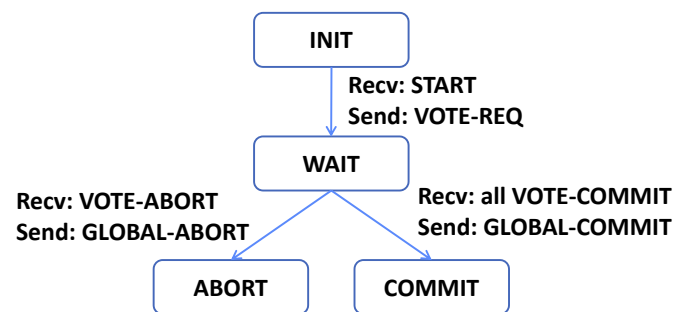 INIT
Recv: START
Send: VOTE-REQ
WAIT
Recv: VOTE-ABORT
Send: GLOBAL-ABORT
Recv: all VOTE-COMMIT
Send: GLOBAL-COMMIT
ABORT
COMMIT